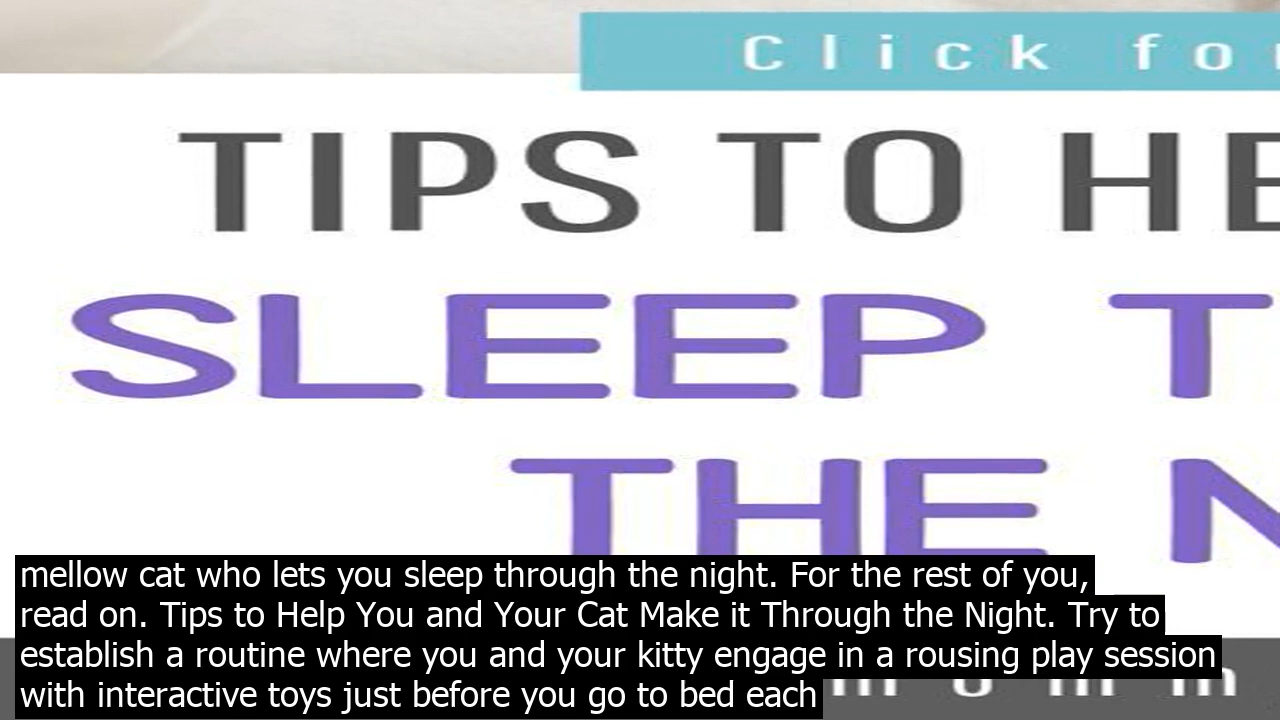 Click for
TIPS TO HE
SLEEP T
THE N
mellow cat who lets you sleep through the night. For the rest of you,
read on. Tips to Help You and Your Cat Make it Through the Night. Try to
establish a routine where you and your kitty engage in a rousing play session
with interactive toys just before you go to bed each